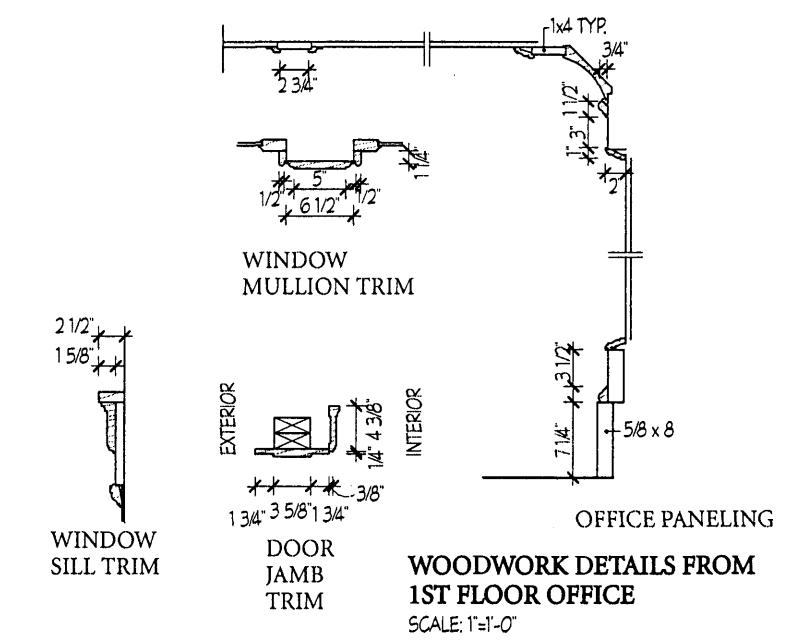 1x4 TYP.
3/4"
2 3/4"
1 1/2"
3"
1"
2"
1 1/4"
5"
1/2"
1/2"
6 1/2"
WINDOW
MULLION TRIM
2 1/2"
1 5/8"
WINDOW
SILL TRIM
EXTERIOR
INTERIOR
4 3/8"
1/4"
3/8"
1 3/4" 3 5/8" 1 3/4"
DOOR
JAMB
TRIM
3 1/2"
7 1/4"
5/8 x 8
OFFICE PANELING
WOODWORK DETAILS FROM
1ST FLOOR OFFICE
SCALE: 1"=1'-0"